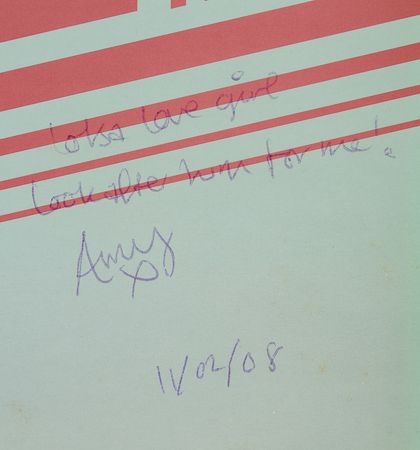 Lotsa love girl
Look after him for me!
Amy X
11/02/08